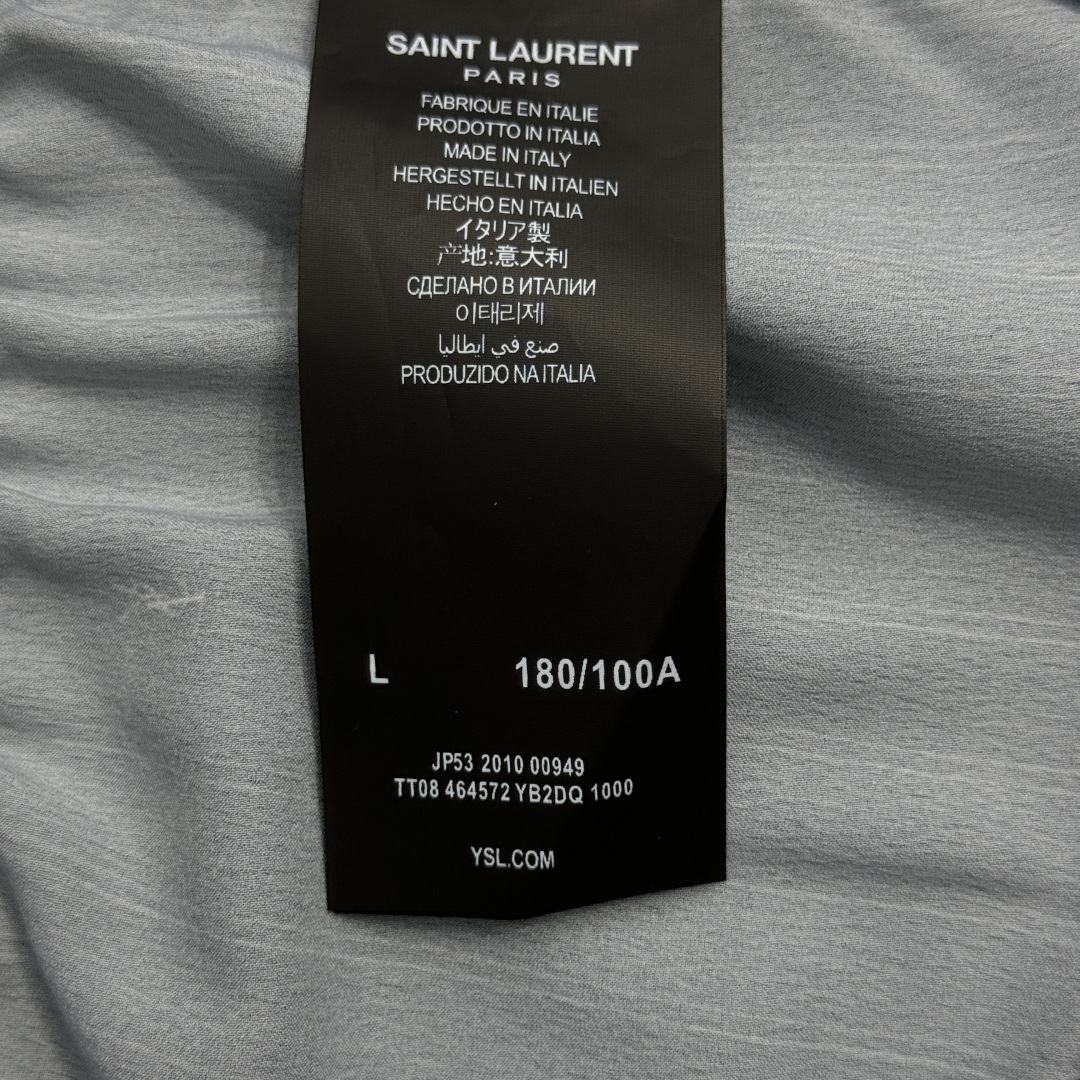 SAINT LAURENT
PARIS
FABRIQUE EN ITALIE
PRODOTTO IN ITALIA
MADE IN ITALY
HERGESTELLT IN ITALIEN
HECHO EN ITALIA
イタリア製
产地:意大利
СДЕЛАНО В ИТАЛИИ
이태리제
صنع في ايطاليا
PRODUZIDO NA ITALIA
L 180/100A
JP53 2010 00949
TT08 464572 YB2DQ 1000
YSL.COM